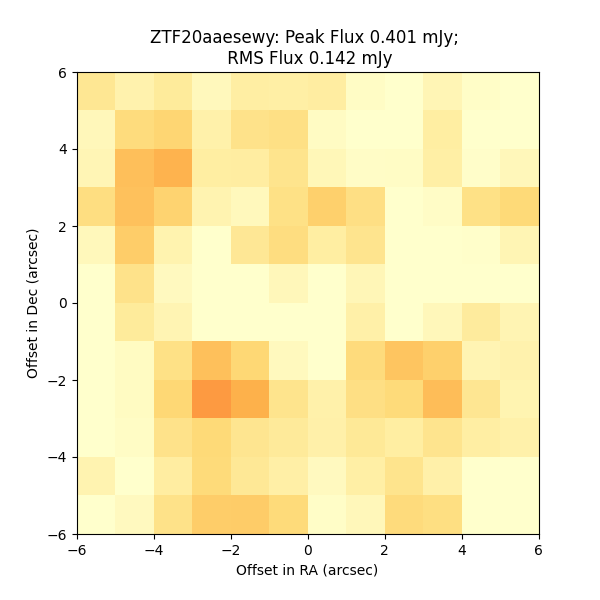 ZTF20aaesewy: Peak Flux 0.401 mJy;
RMS Flux 0.142 mJy
6
4
2
0
−2
−4
−6
Offset in Dec (arcsec)
−6 −4 −2 0 2 4 6
Offset in RA (arcsec)